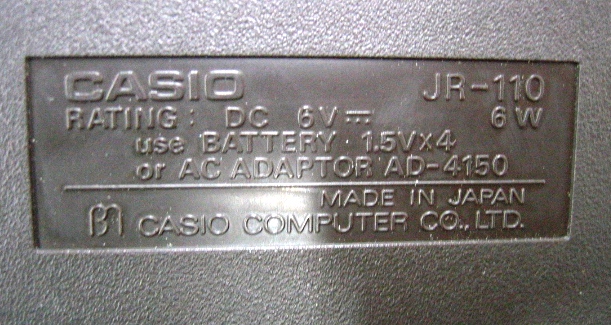 CASIO JR-110
RATING: DC 6V⎓ 6W
use BATTERY 1.5V×4
or AC ADAPTOR AD-4150
MADE IN JAPAN
CASIO COMPUTER CO., LTD.